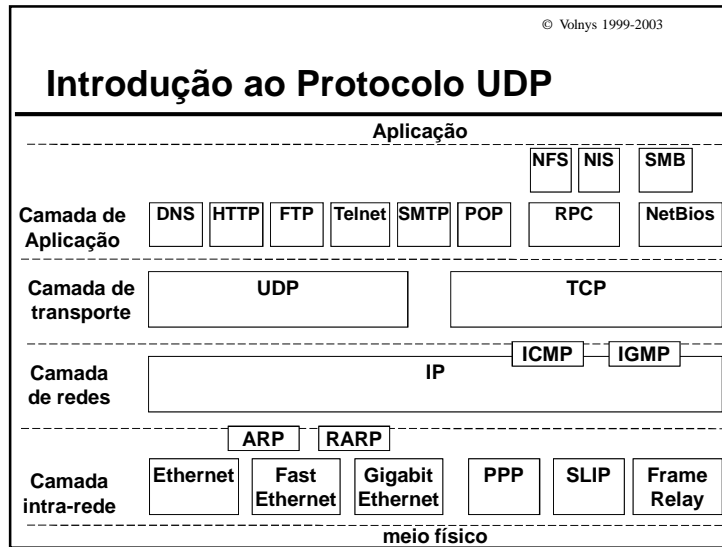 © Volnys 1999-2003
Introdução ao Protocolo UDP
Aplicação
NFS NIS SMB
Camada de Aplicação
DNS HTTP FTP Telnet SMTP POP RPC NetBios
Camada de transporte
UDP TCP
ICMP IGMP
Camada de redes
IP
ARP RARP
Camada intra-rede
Ethernet Fast Ethernet Gigabit Ethernet PPP SLIP Frame Relay
meio físico